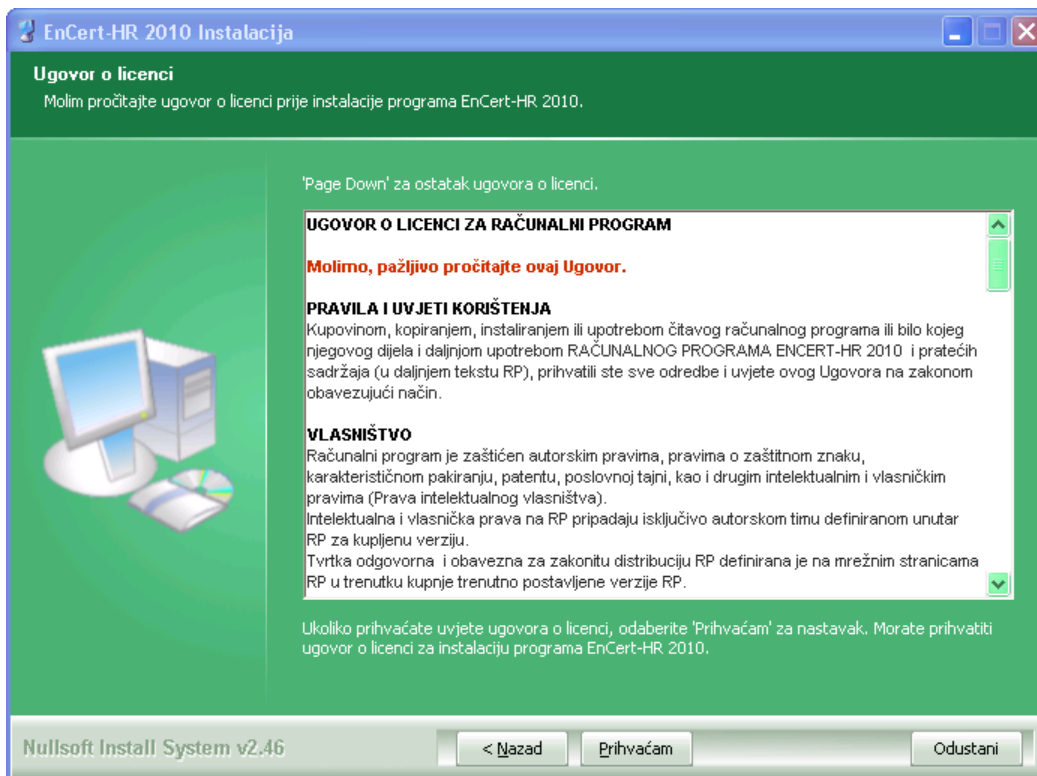 EnCert-HR 2010 Instalacija
Ugovor o licenci
Molim pročitajte ugovor o licenci prije instalacije programa EnCert-HR 2010.
'Page Down' za ostatak ugovora o licenci.
UGOVOR O LICENCI ZA RAČUNALNI PROGRAM
Molimo, pažljivo pročitajte ovaj Ugovor.
PRAVILA I UVJETI KORIŠTENJA
Kupovinom, kopiranjem, instaliranjem ili upotrebom čitavog računalnog programa ili bilo kojeg
njegovog dijela i daljnjom upotrebom RAČUNALNOG PROGRAMA ENCERT-HR 2010 i pratećih
sadržaja (u daljnjem tekstu RP), prihvatili ste sve odredbe i uvjete ovog Ugovora na zakonom
obavezujući način.
VLASNIŠTVO
Računalni program je zaštićen autorskim pravima, pravima o zaštitnom znaku,
karakterističnom pakiranju, patentu, poslovnoj tajni, kao i drugim intelektualnim i vlasničkim
pravima (Prava intelektualnog vlasništva).
Intelektualna i vlasnička prava na RP pripadaju isključivo autorskom timu definiranom unutar
RP za kupljenu verziju.
Tvrtka odgovorna i obavezna za zakonitu distribuciju RP definirana je na mrežnim stranicama
RP u trenutku kupnje trenutno postavljene verzije RP.
Ukoliko prihvaćate uvjete ugovora o licenci, odaberite 'Prihvaćam' za nastavak. Morate prihvatiti
ugovor o licenci za instalaciju programa EnCert-HR 2010.
Nullsoft Install System v2.46
< Nazad
Prihvaćam
Odustani